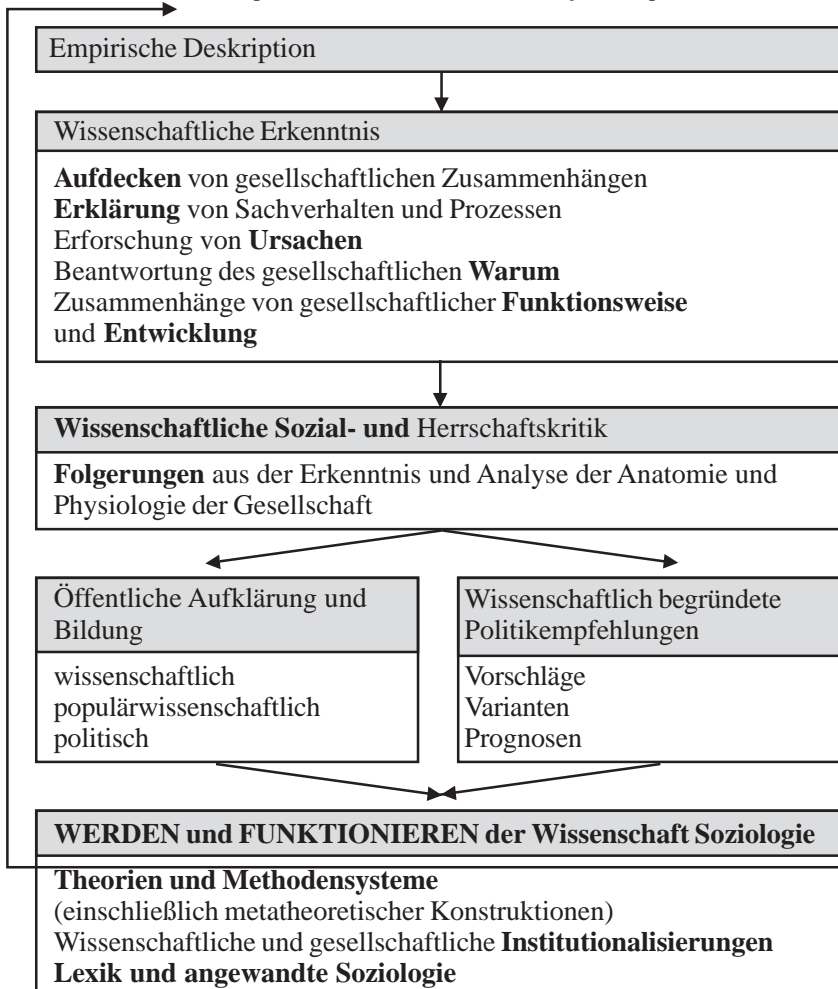 Empirische Deskription
Wissenschaftliche Erkenntnis
Aufdecken von gesellschaftlichen Zusammenhängen
Erklärung von Sachverhalten und Prozessen
Erforschung von Ursachen
Beantwortung des gesellschaftlichen Warum
Zusammenhänge von gesellschaftlicher Funktionsweise
und Entwicklung
Wissenschaftliche Sozial- und Herrschaftskritik
Folgerungen aus der Erkenntnis und Analyse der Anatomie und
Physiologie der Gesellschaft
Öffentliche Aufklärung und
Bildung
wissenschaftlich
populärwissenschaftlich
politisch
Wissenschaftlich begründete
Politikempfehlungen
Vorschläge
Varianten
Prognosen
WERDEN und FUNKTIONIEREN der Wissenschaft Soziologie
Theorien und Methodensysteme
(einschließlich metatheoretischer Konstruktionen)
Wissenschaftliche und gesellschaftliche Institutionalisierungen
Lexik und angewandte Soziologie